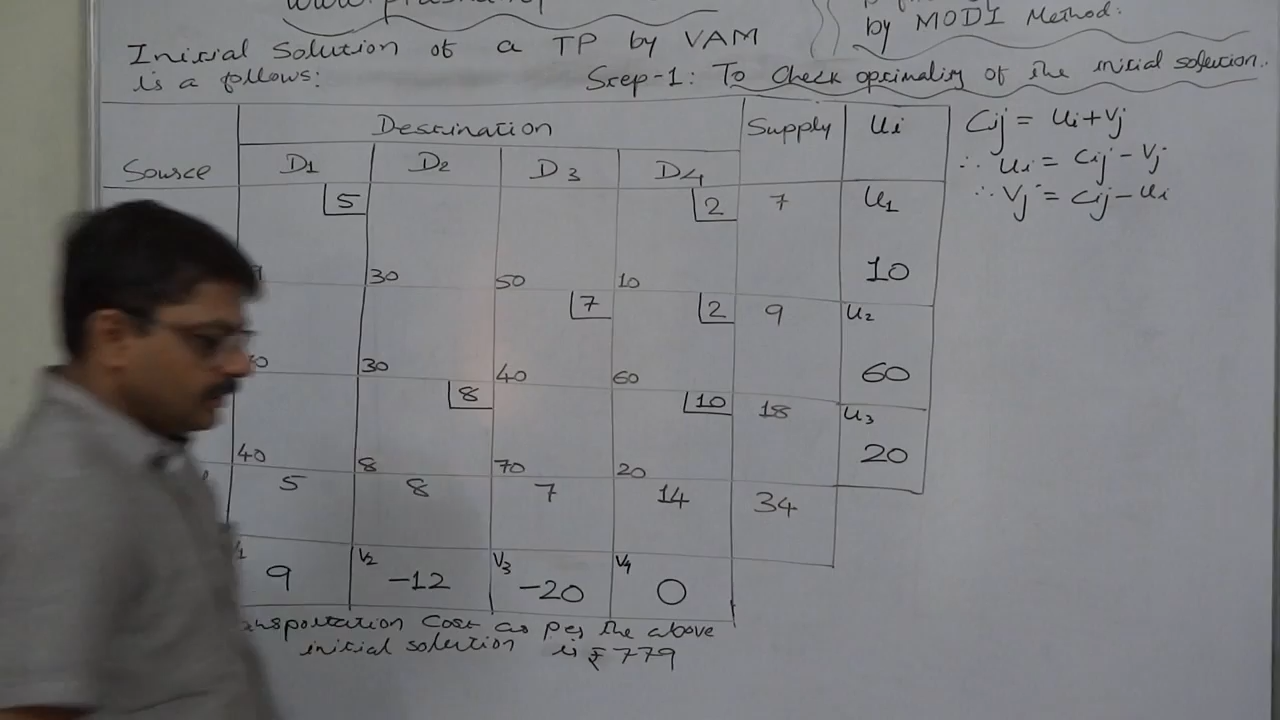 Inicial Solution of a TP by VAM
is a follows:
by MODI Method.
Step-1: To check optimality of the initial solution.
Source
Destination
Supply
ui
D1 D2 D3 D4
5 2 7 u1
30 50 10 10
7 2 9 u2
30 40 60 60
8 10 18 u3
40 8 70 20 20
5 8 7 14 34
V2 V3 V4
9 -12 -20 0
Cost as per the above
initial solution is ₹779
Cij = ui+Vj
∴ ui = Cij - Vj
∴ Vj = Cij - ui